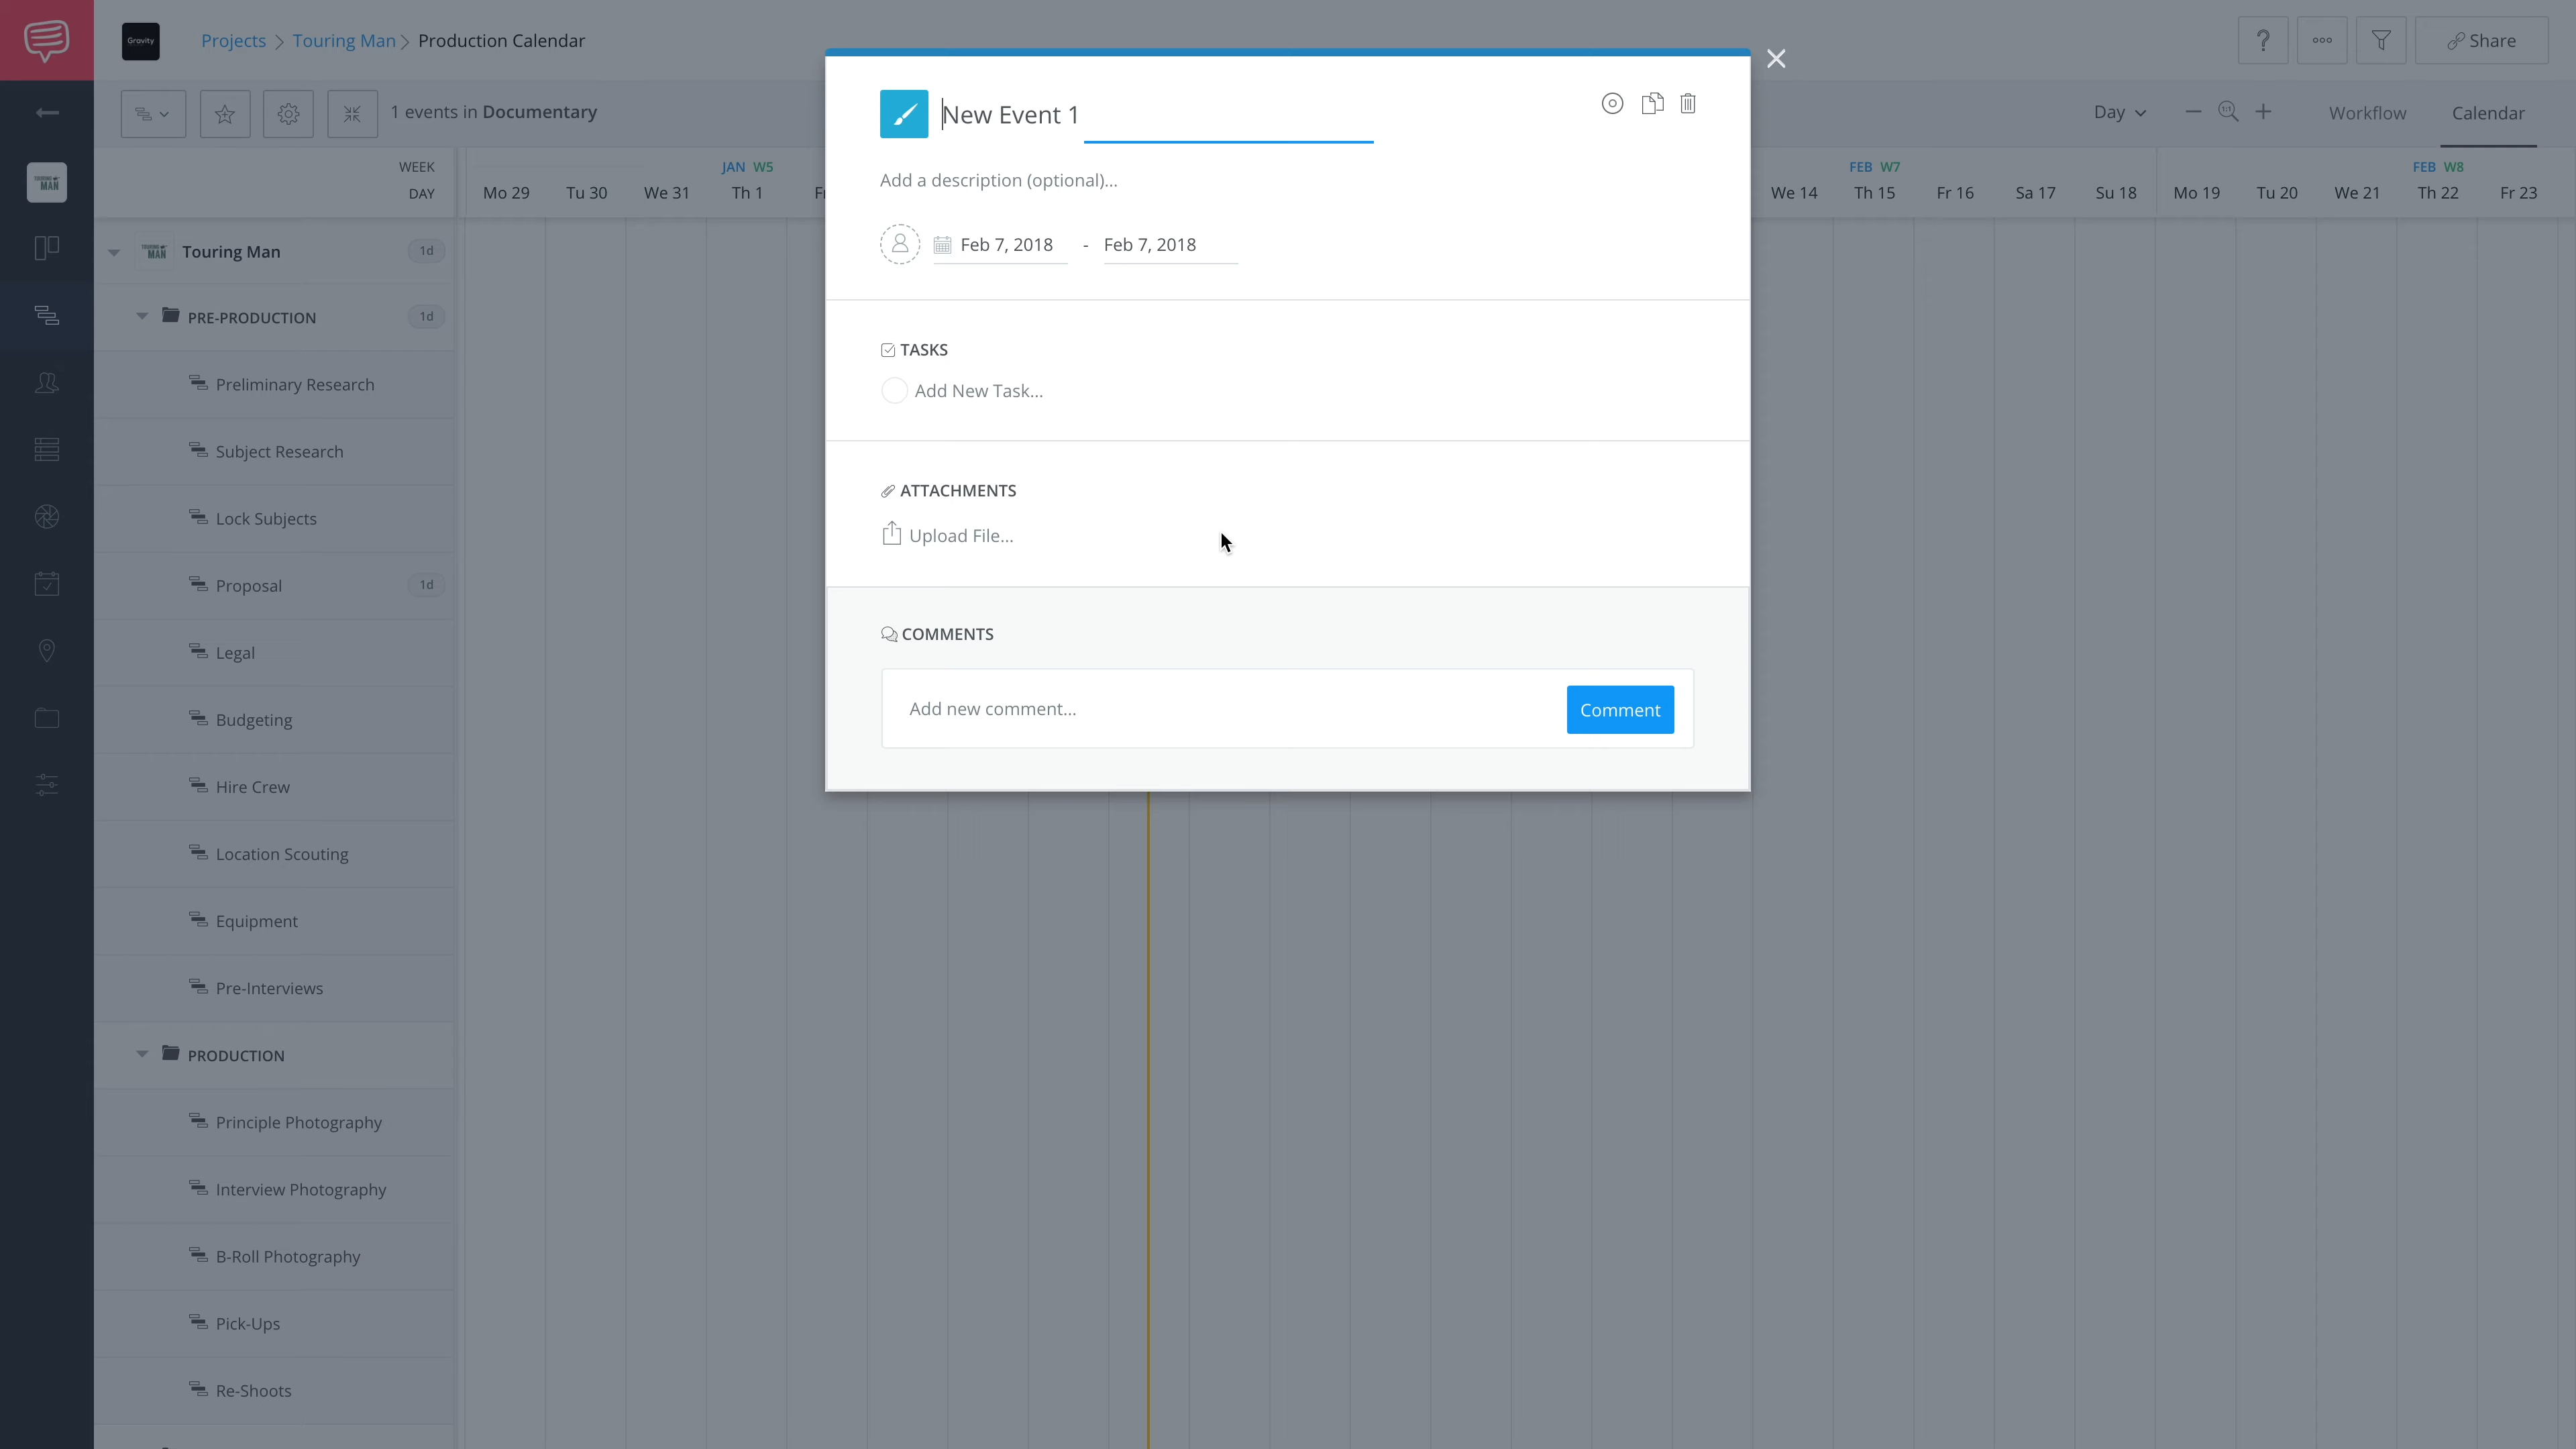 Gravity
Projects > Touring Man > Production Calendar
? Share
1 events in Documentary
Day
1:1
Workflow
Calendar
WEEK
DAY
JAN W5
FEB W7
FEB W8
Mo 29 Tu 30 We 31 Th 1
We 14 Th 15 Fr 16 Sa 17 Su 18 Mo 19 Tu 20 We 21 Th 22 Fr 23
TOURING MAN
Touring Man 1d
PRE-PRODUCTION 1d
Preliminary Research
Subject Research
Lock Subjects
Proposal 1d
Legal
Budgeting
Hire Crew
Location Scouting
Equipment
Pre-Interviews
PRODUCTION
Principle Photography
Interview Photography
B-Roll Photography
Pick-Ups
Re-Shoots
New Event 1
Add a description (optional)...
Feb 7, 2018 - Feb 7, 2018
TASKS
Add New Task...
ATTACHMENTS
Upload File...
COMMENTS
Add new comment...
Comment